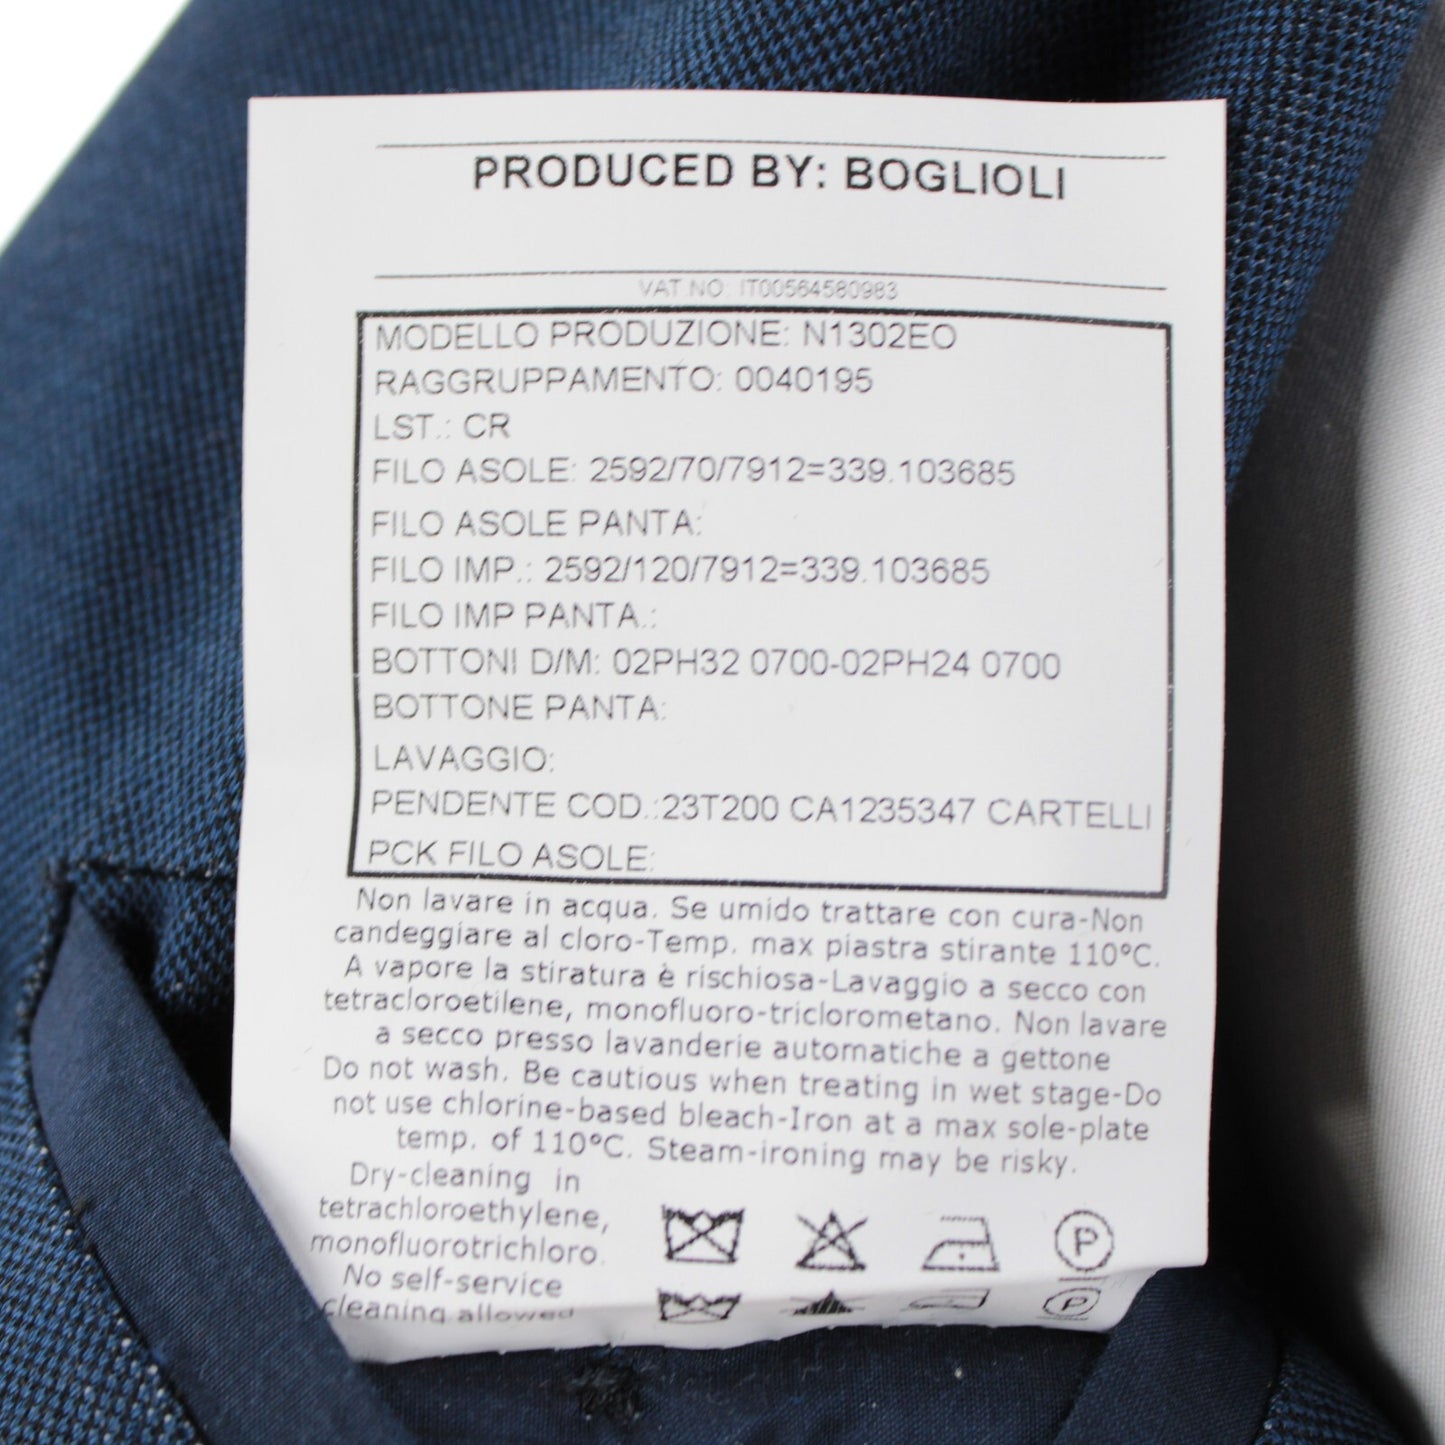 PRODUCED BY: BOGLIOLI
VAT NO: IT00564580983
MODELLO PRODUZIONE: N1302EO
RAGGRUPPAMENTO: 0040195
LST.: CR
FILO ASOLE: 2592/70/7912=339.103685
FILO ASOLE PANTA:
FILO IMP.: 2592/120/7912=339.103685
FILO IMP PANTA.:
BOTTONI D/M: 02PH32 0700-02PH24 0700
BOTTONE PANTA:
LAVAGGIO:
PENDENTE COD.:23T200 CA1235347 CARTELLI
PCK FILO ASOLE:
Non lavare in acqua. Se umido trattare con cura-Non
candeggiare al cloro-Temp. max piastra stirante 110°C.
A vapore la stiratura è rischiosa-Lavaggio a secco con
tetracloroetilene, monofluoro-triclorometano. Non lavare
a secco presso lavanderie automatiche a gettone
Do not wash. Be cautious when treating in wet stage-Do
not use chlorine-based bleach-Iron at a max sole-plate
temp. of 110°C. Steam-ironing may be risky.
Dry-cleaning in
tetrachloroethylene,
monofluorotrichloro.
No self-service
cleaning allowed
P
P